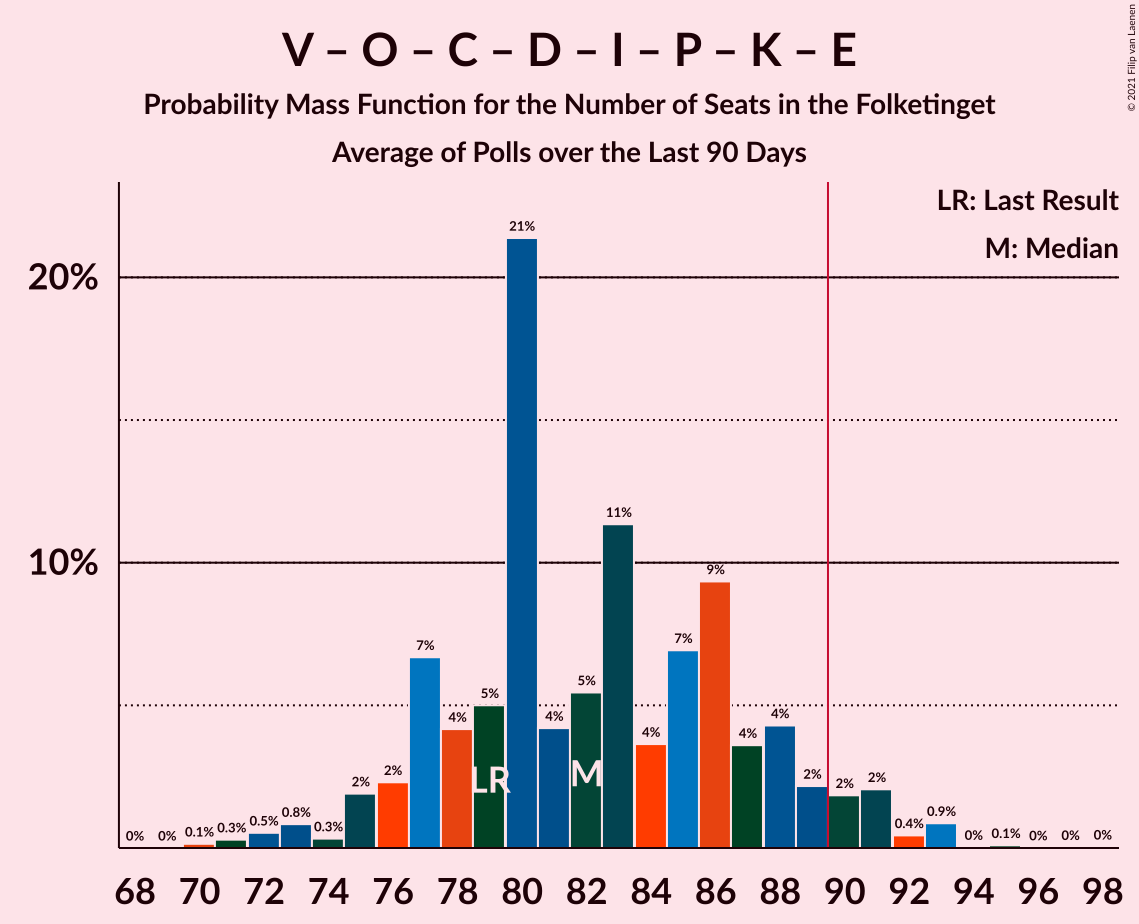 V – O – C – D – I – P – K – E
Probability Mass Function for the Number of Seats in the Folketinget
Average of Polls over the Last 90 Days
© 2021 Filip van Laenen
LR: Last Result
M: Median
20%
10%
0% 0% 0.1% 0.3% 0.5% 0.8% 0.3% 2% 2% 7% 4% 5% 21% 4% 5% 11% 4% 7% 9% 4% 4% 2% 2% 2% 0.4% 0.9% 0% 0.1% 0% 0% 0%
LR M
68 70 72 74 76 78 80 82 84 86 88 90 92 94 96 98